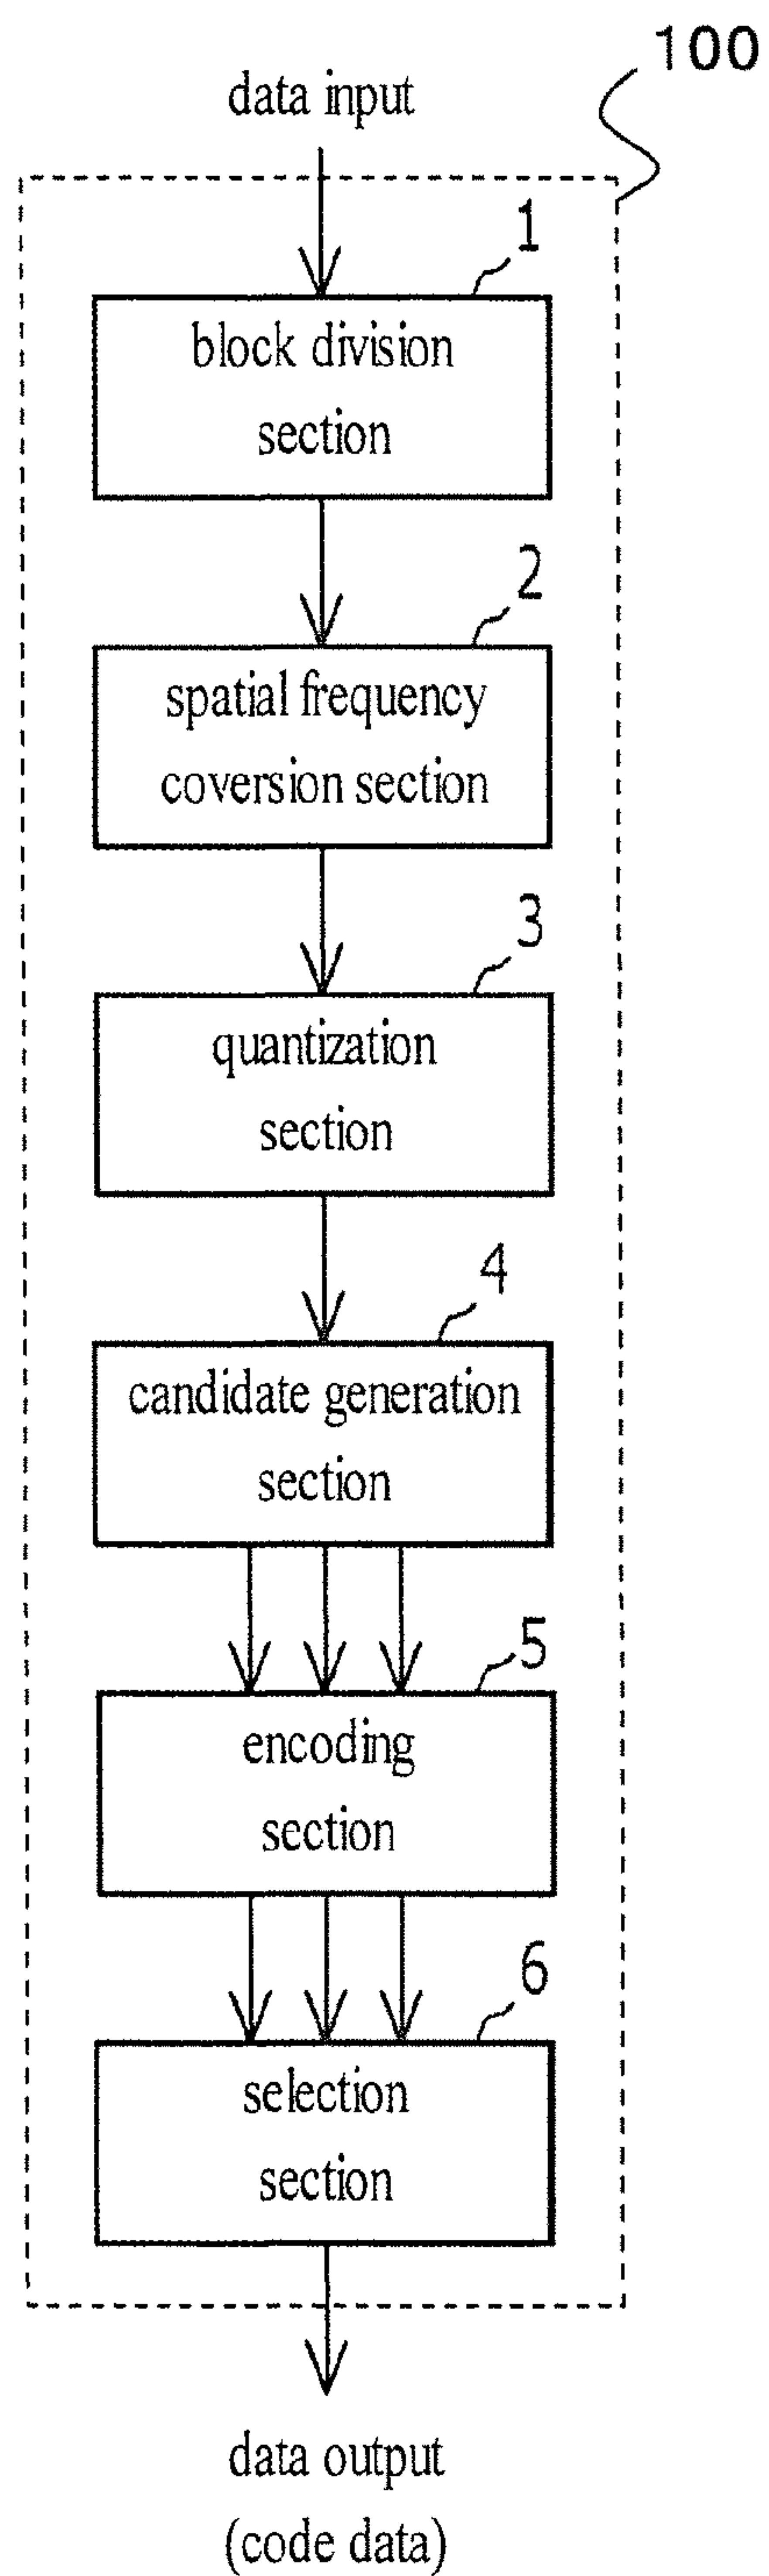 100
data input
1
block division
section
2
spatial frequency
coversion section
3
quantization
section
4
candidate generation
section
5
encoding
section
6
selection
section
data output
(code data)